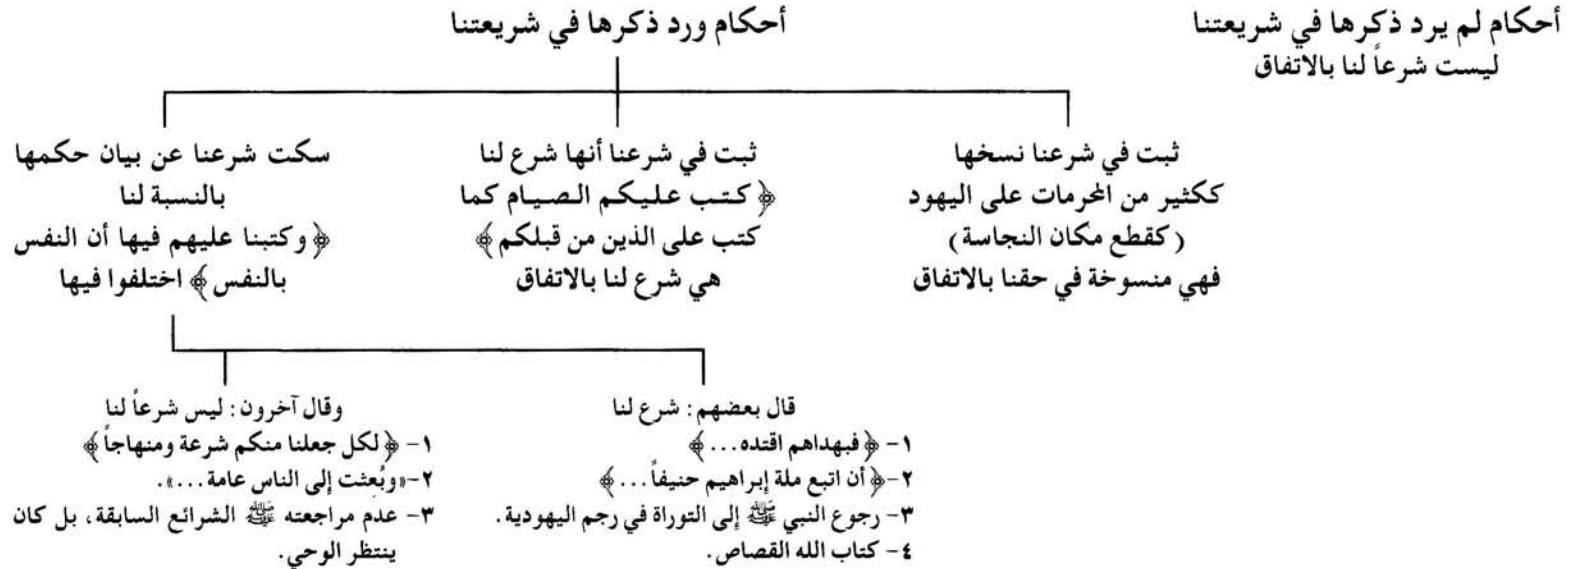 أحكام لم يرد ذكرها في شريعتنا
ليست شرعاً لنا بالاتفاق
أحكام ورد ذكرها في شريعتنا
ثبت في شرعنا نسخها
ككثير من المحرمات على اليهود
(كقطع مكان النجاسة)
فهي منسوخة في حقنا بالاتفاق
ثبت في شرعنا أنها شرع لنا
﴿كتب عليكم الصيام كما
كتب على الذين من قبلكم﴾
هي شرع لنا بالاتفاق
سكت شرعنا عن بيان حكمها
بالنسبة لنا
﴿وكتبنا عليهم فيها أن النفس
بالنفس﴾ اختلفوا فيها
قال بعضهم: شرع لنا
١- ﴿فبهداهم اقتده...﴾
٢-﴿أن اتبع ملة إبراهيم حنيفاً...﴾
٣- رجوع النبي ﷺ إلى التوراة في رجم اليهودية.
٤- كتاب الله القصاص.
وقال آخرون: ليس شرعاً لنا
١- ﴿لكل جعلنا منكم شرعة ومنهاجاً﴾
٢-«وبُعثت إلى الناس عامة...».
٣- عدم مراجعته ﷺ الشرائع السابقة، بل كان
ينتظر الوحي.